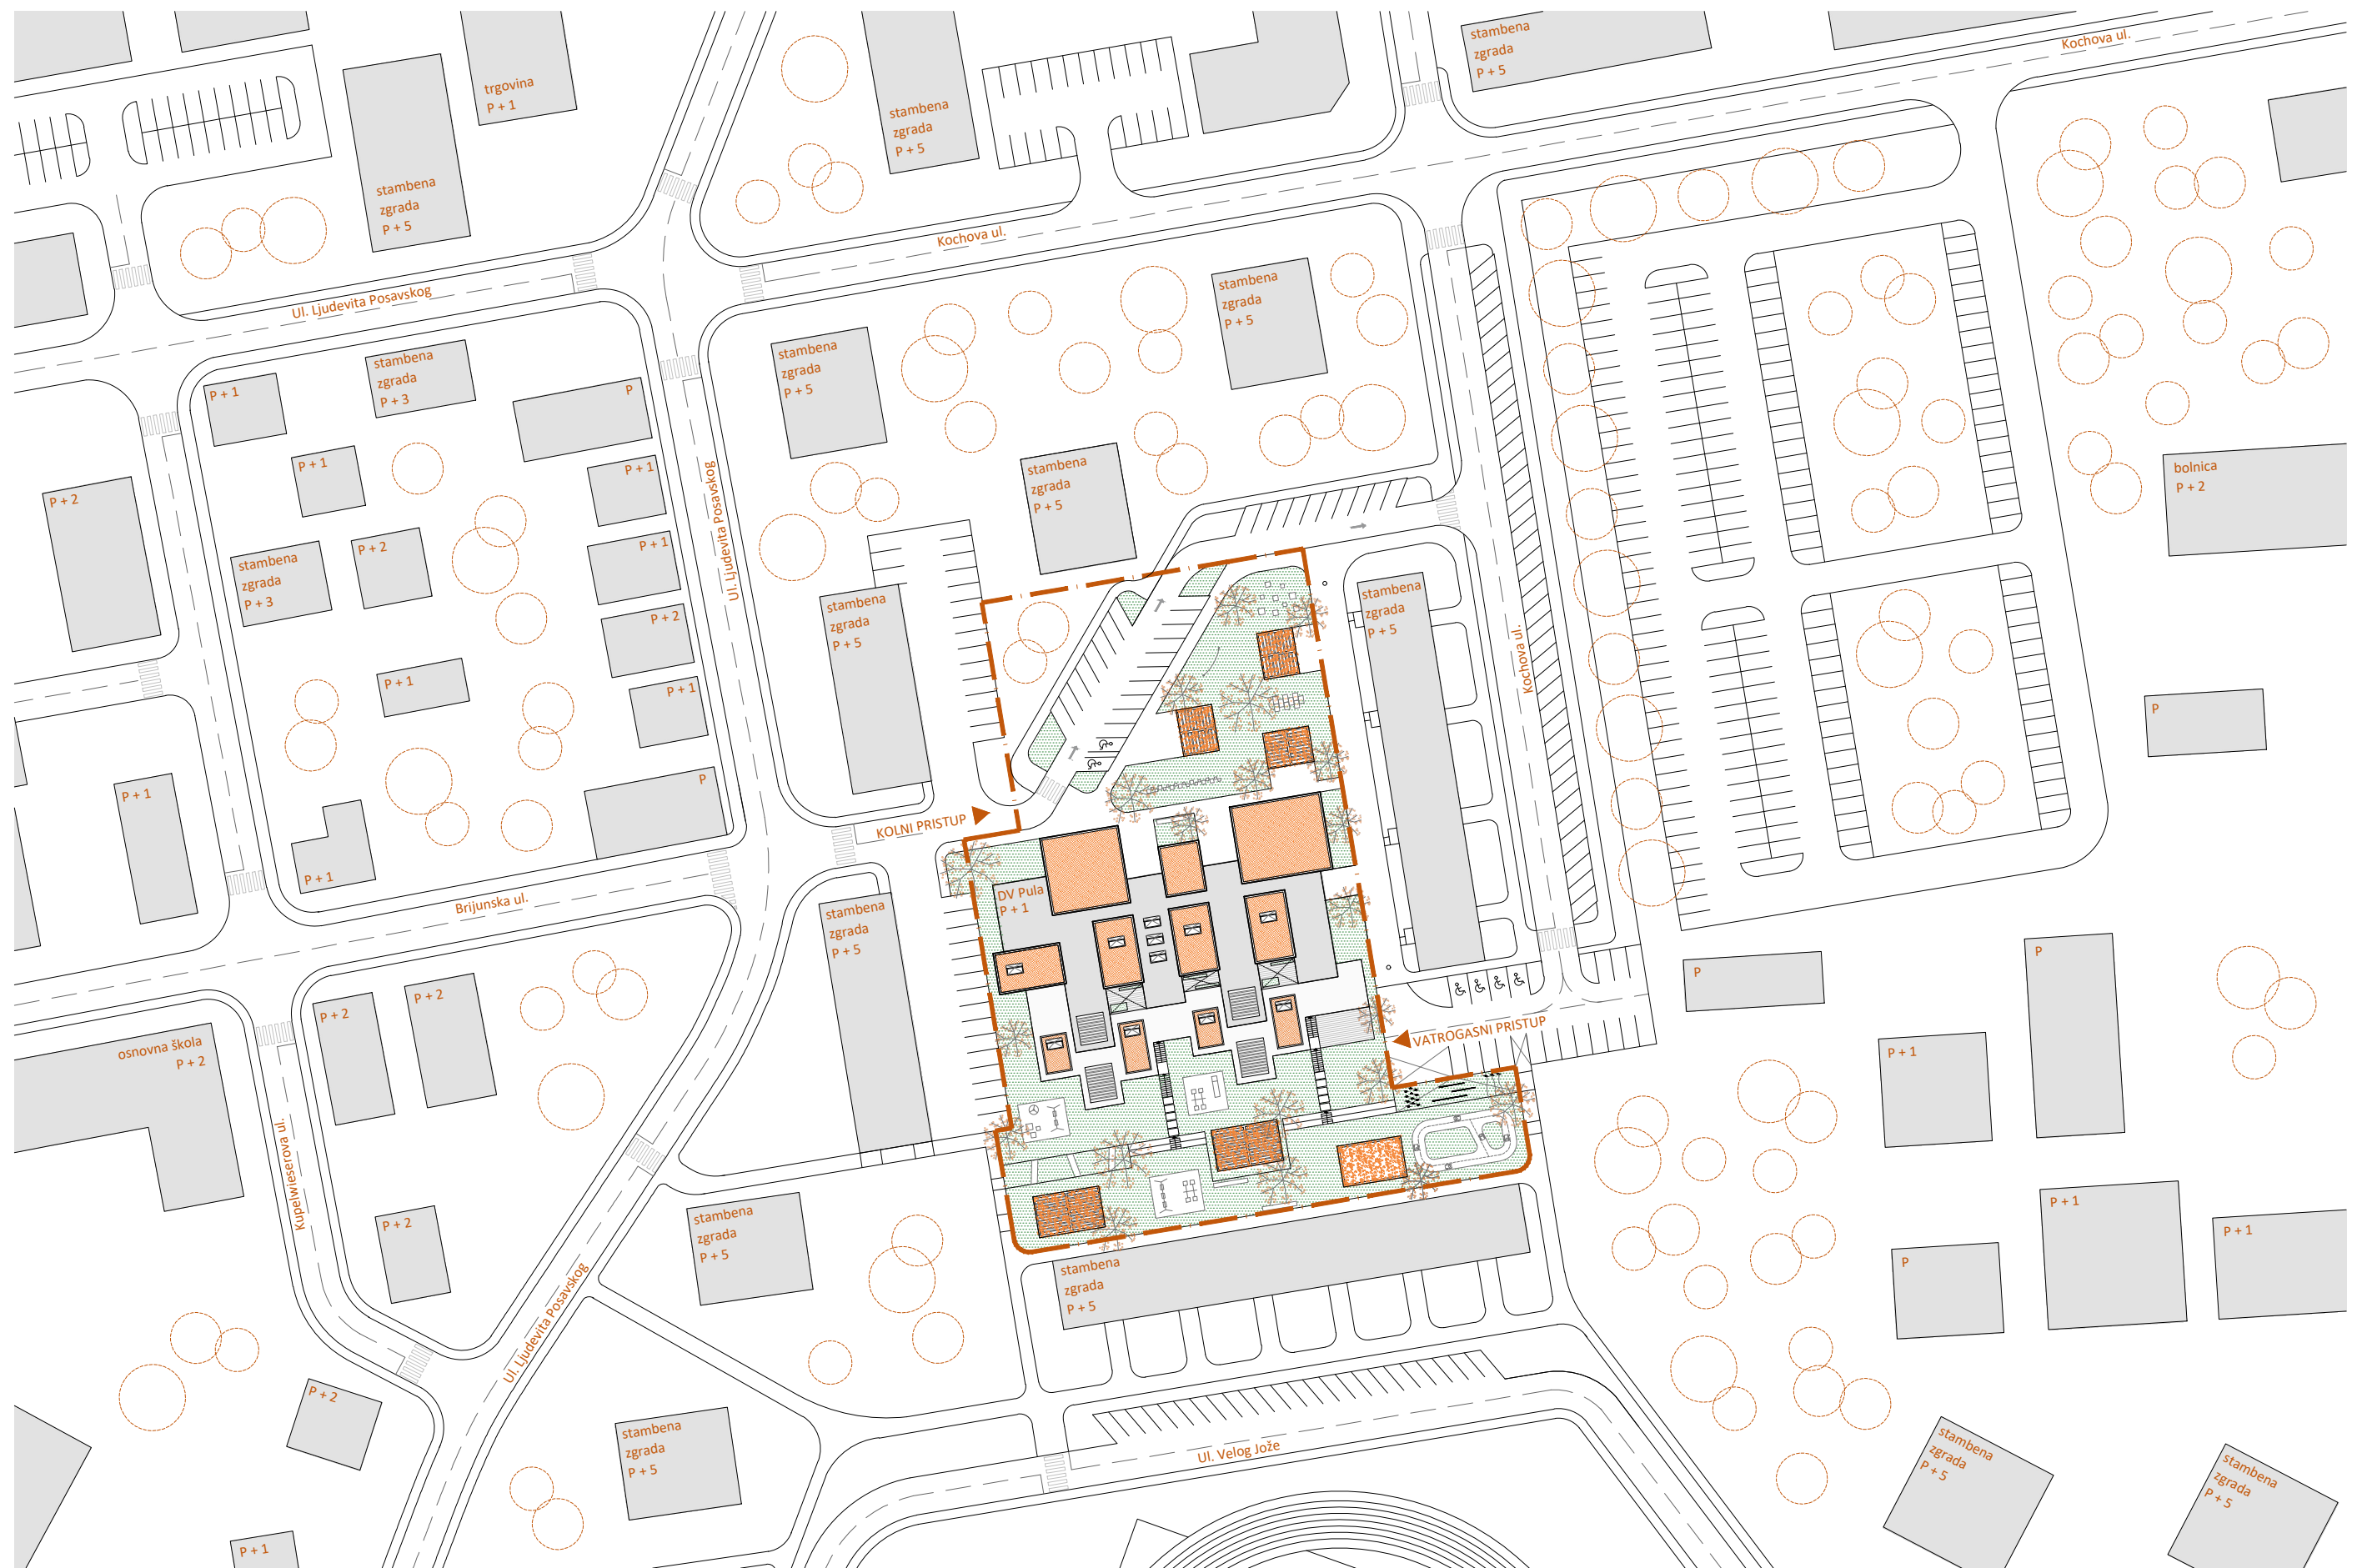 trgovina
P + 1
stambena
zgrada
P + 5
stambena
zgrada
P + 5
stambena
zgrada
P + 5
Kochova ul.
Kochova ul.
Ul. Ljudevita Posavskog
P + 1
stambena
zgrada
P + 3
P
P + 1
P + 1
P + 2
stambena
zgrada
P + 3
P + 2
P + 1
P + 2
P + 1
P + 1
P
P + 1
P + 1
Ul. Ljudevita Posavskog
stambena
zgrada
P + 5
stambena
zgrada
P + 5
stambena
zgrada
P + 5
stambena
zgrada
P + 5
stambena
zgrada
P + 5
Kochova ul.
bolnica
P + 2
P
KOLNI PRISTUP
DV Pula
P + 1
VATROGASNI PRISTUP
Brijunska ul.
stambena
zgrada
P + 5
P + 2
P + 2
osnovna škola
P + 2
Kupelwieserova ul.
P + 2
Ul. Ljudevita Posavskog
stambena
zgrada
P + 5
stambena
zgrada
P + 5
P
P
P + 1
P + 1
P + 1
P
P + 2
P + 1
stambena
zgrada
P + 5
Ul. Velog Jože
stambena
zgrada
P + 5
stambena
zgrada
P + 5